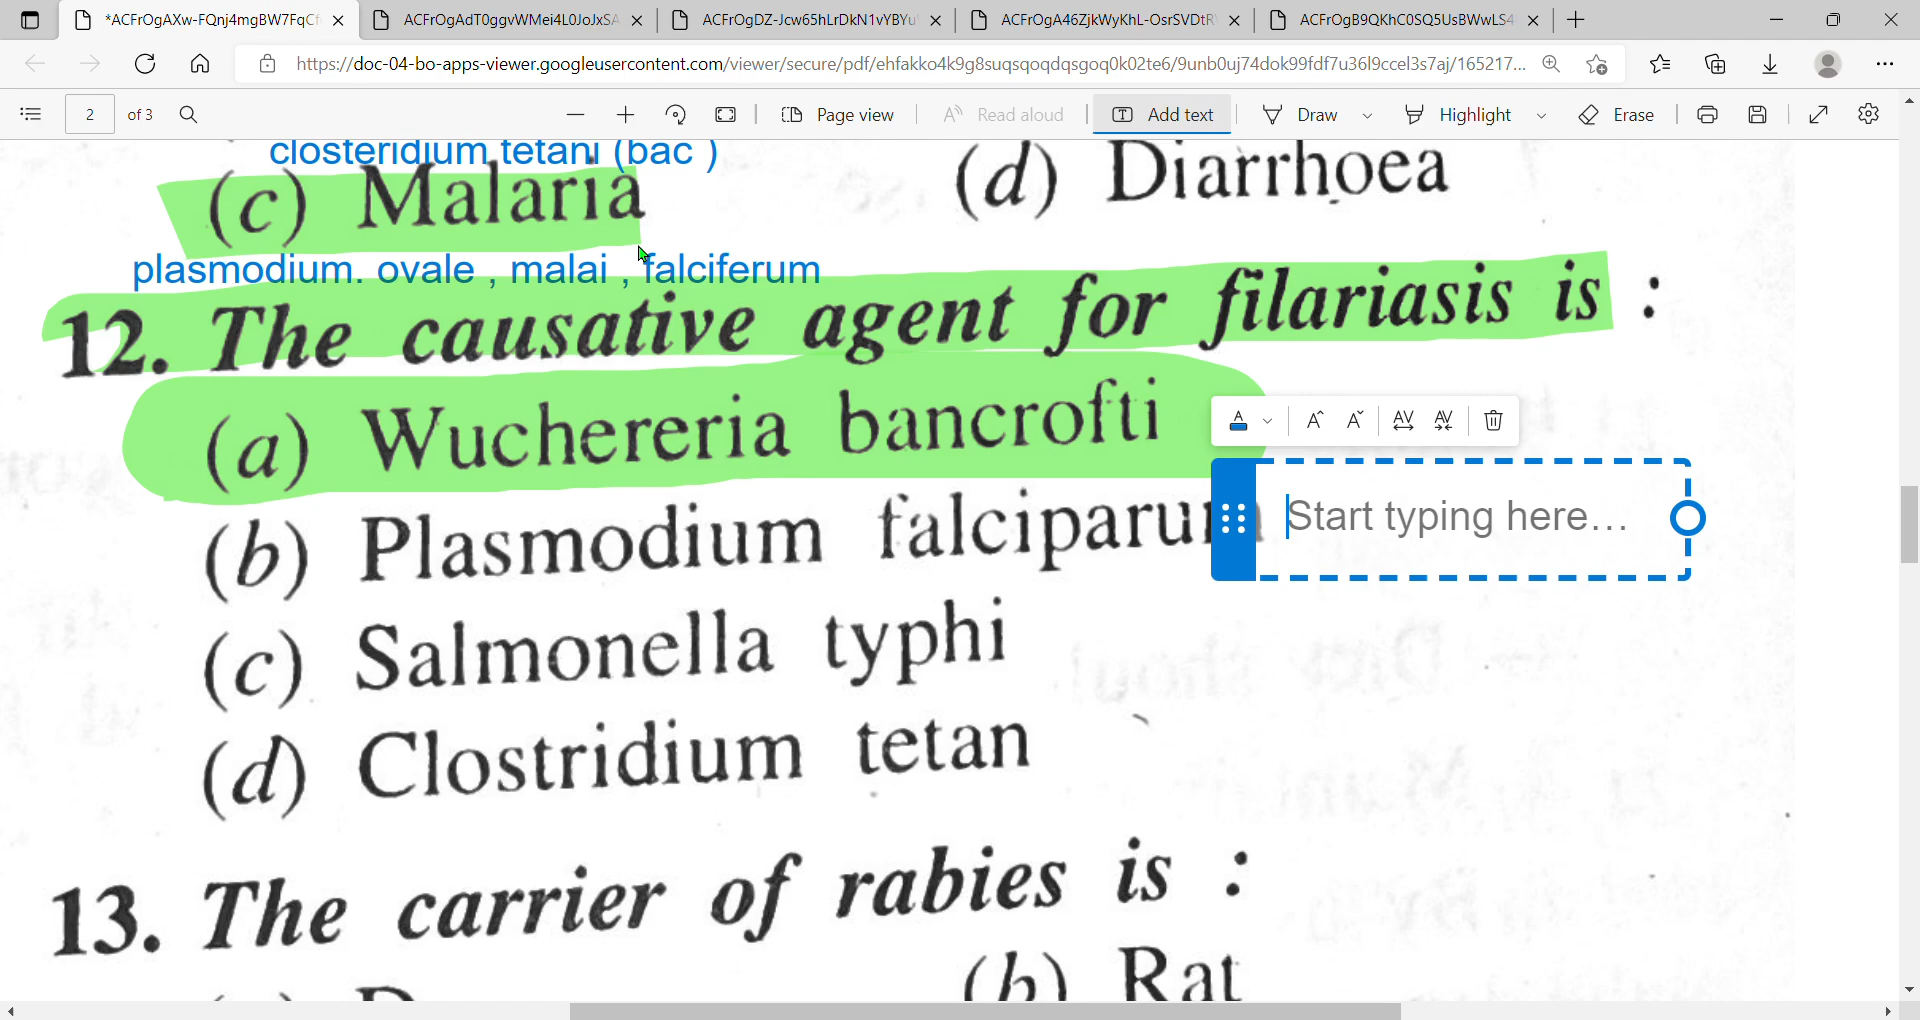 *ACFrOgAXw-FQnj4mgBW7FqCf
ACFrOgAdT0ggvWMei4L0JoJxSA
ACFrOgDZ-Jcw65hLrDkN1vYBYu
ACFrOgA46ZjkWyKhL-OsrSVDtR
ACFrOgB9QKhC0SQ5UsBWwLS4
https://doc-04-bo-apps-viewer.googleusercontent.com/viewer/secure/pdf/ehfakko4k9g8suqsqoqdqsgoq0k02te6/9unb0uj74dok99fdf7u36l9ccel3s7aj/165217...
2 of 3
Page view
Read aloud
Add text
Draw
Highlight
Erase
closteridium tetani (bac )
(c) Malaria
(d) Diarrhoea
plasmodium. ovale , malai , falciferum
12. The causative agent for filariasis is :
(a) Wuchereria bancrofti
(b) Plasmodium falciparum
Start typing here...
(c) Salmonella typhi
(d) Clostridium tetan
13. The carrier of rabies is :
(b) Rat